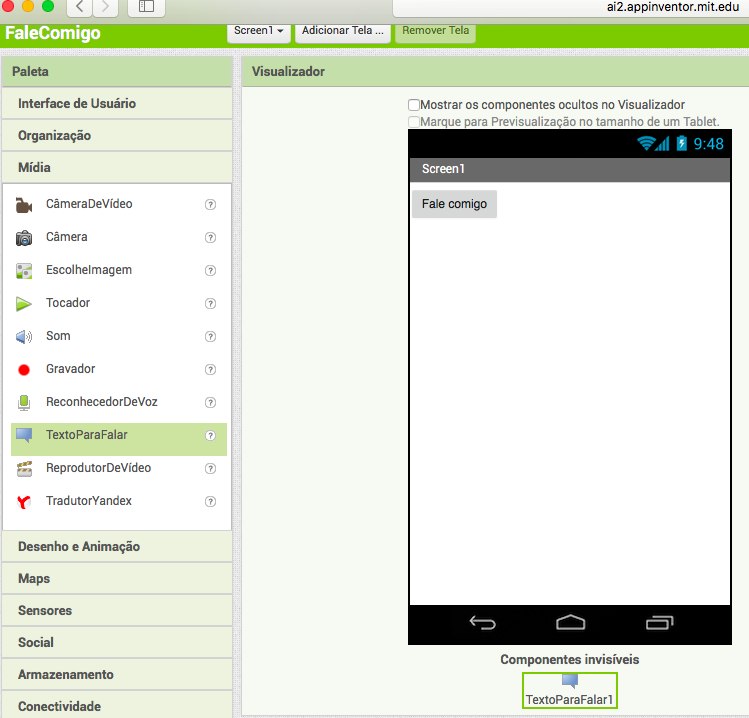 ai2.appinventor.mit.edu
FaleComigo
Screen1
Adicionar Tela ...
Remover Tela
Paleta
Interface de Usuário
Organização
Mídia
CâmeraDeVídeo
Câmera
EscolheImagem
Tocador
Som
Gravador
ReconhecedorDeVoz
TextoParaFalar
ReprodutorDeVídeo
TradutorYandex
Desenho e Animação
Maps
Sensores
Social
Armazenamento
Conectividade
Visualizador
Mostrar os componentes ocultos no Visualizador
Marque para Previsualização no tamanho de um Tablet.
9:48
Screen1
Fale comigo
Componentes invisíveis
TextoParaFalar1